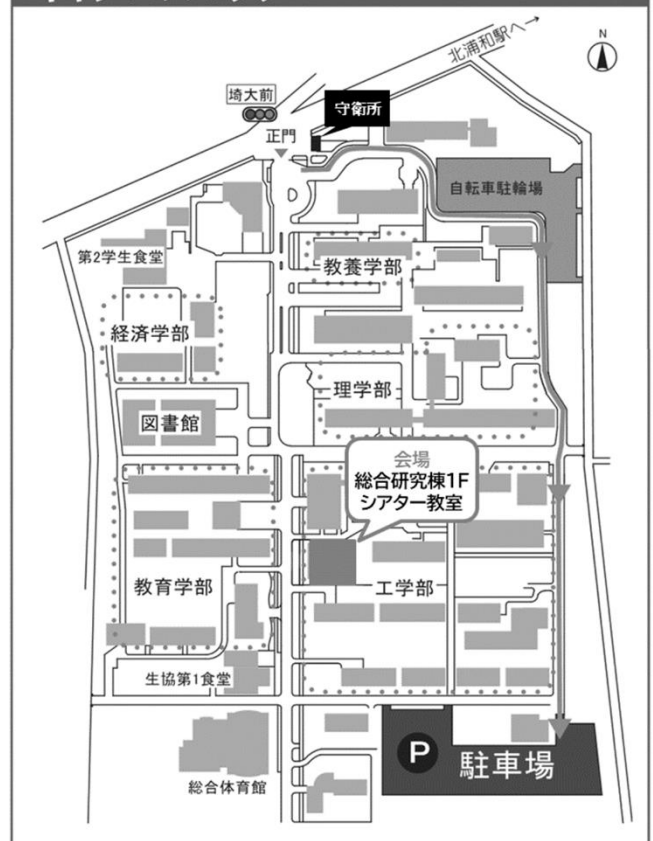 北浦和駅へ→
N
埼大前
守衛所
正門
自転車駐輪場
第2学生食堂
教養学部
経済学部
理学部
図書館
会場
総合研究棟1F
シアター教室
教育学部
工学部
生協第1食堂
P
駐車場
総合体育館